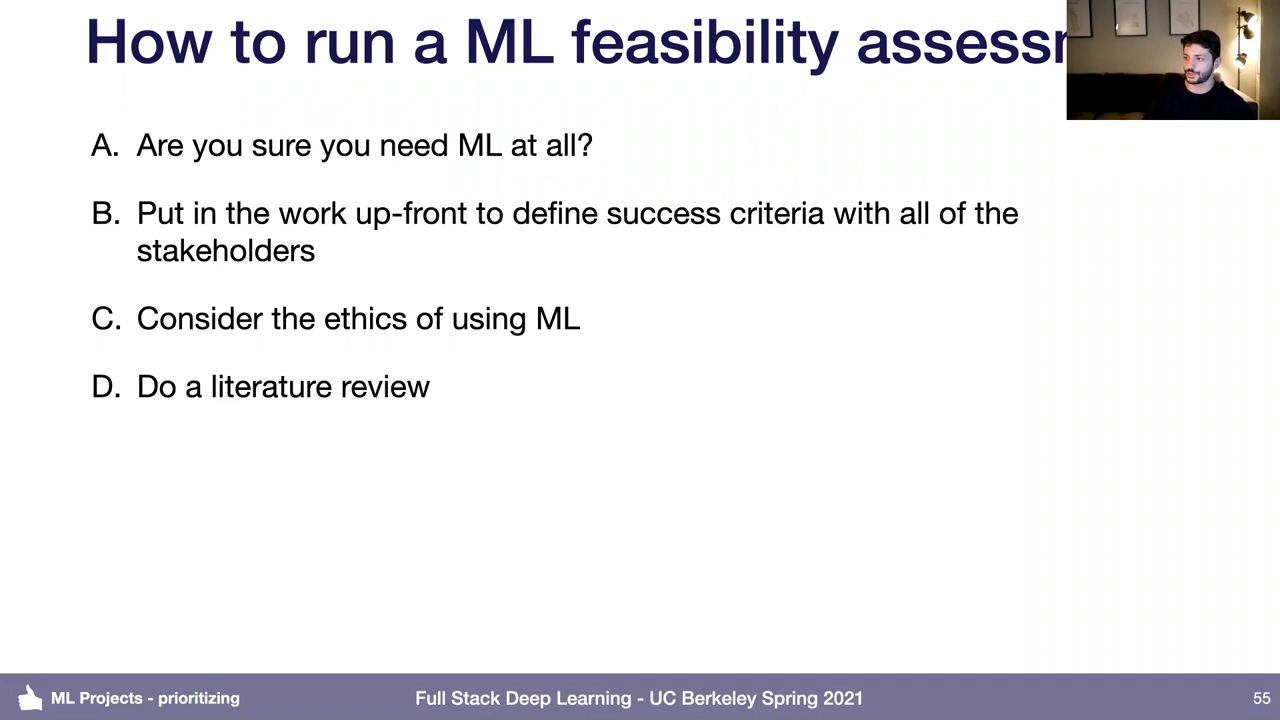 How to run a ML feasibility
A. Are you sure you need ML at all?
B. Put in the work up-front to define success criteria with all of the
stakeholders
C. Consider the ethics of using ML
D. Do a literature review
ML Projects - prioritizing
Full Stack Deep Learning - UC Berkeley Spring 2021
55